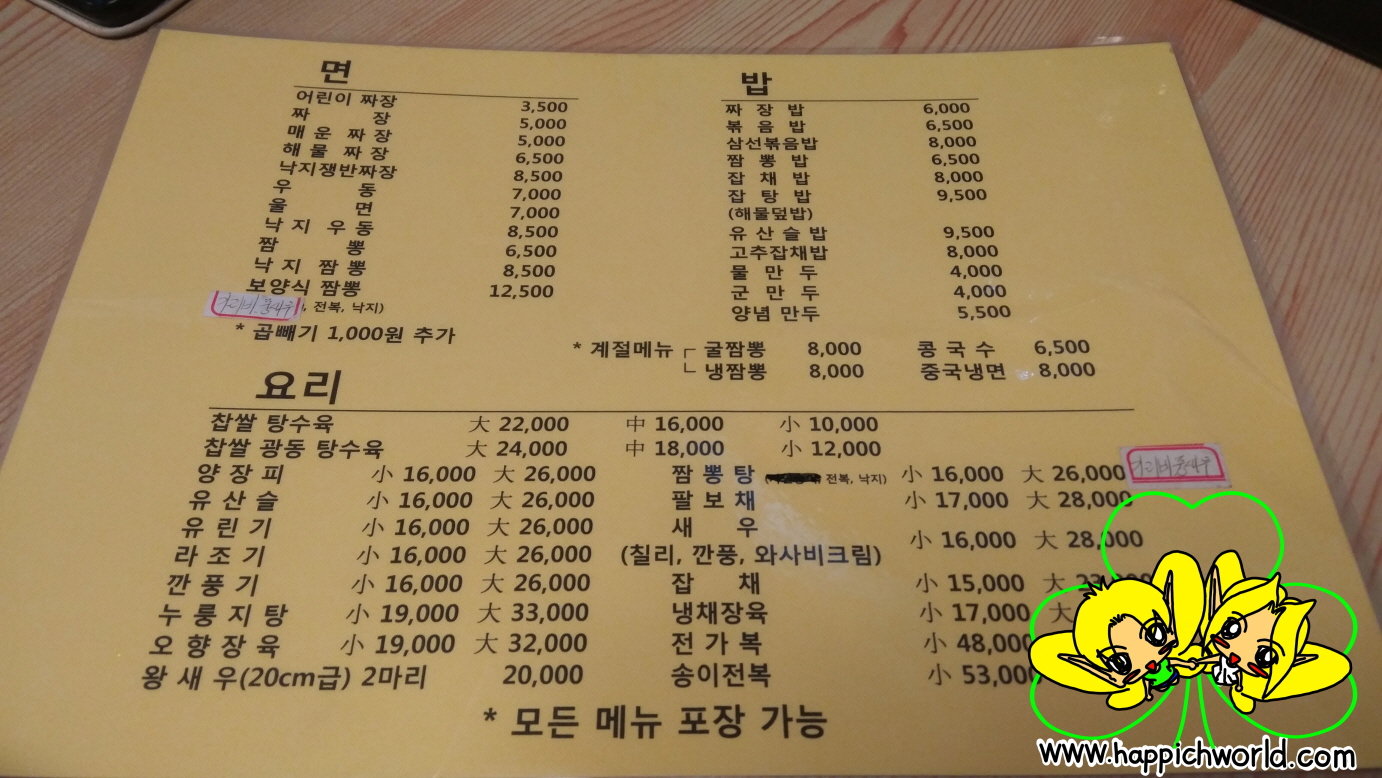 면
어린이 짜장 3,500
짜 장 5,000
매 운 짜 장 5,000
해 물 짜 장 6,500
낙지쟁반짜장 8,500
우 동 7,000
울 면 7,000
낙 지 우 동 8,500
짬 뽕 6,500
낙 지 짬 뽕 8,500
보양식 짬뽕 12,500
, 전복, 낙지)
* 곱빼기 1,000원 추가
밥
짜 장 밥 6,000
볶 음 밥 6,500
삼선볶음밥 8,000
짬 뽕 밥 6,500
잡 채 밥 8,000
잡 탕 밥 9,500
(해물덮밥)
유 산 슬 밥 9,500
고추잡채밥 8,000
물 만 두 4,000
군 만 두 4,000
양념 만두 5,500
* 계절메뉴 ┌ 굴짬뽕 8,000 콩 국 수 6,500
└ 냉짬뽕 8,000 중국냉면 8,000
요리
찹쌀 탕수육 大 22,000 中 16,000 小 10,000
찹쌀 광동 탕수육 大 24,000 中 18,000 小 12,000
양 장 피 小 16,000 大 26,000 짬 뽕 탕 전복, 낙지) 小 16,000 大 26,000
유 산 슬 小 16,000 大 26,000 팔 보 채 小 17,000 大 28,000
유 린 기 小 16,000 大 26,000 새 우 小 16,000 大 28,000
라 조 기 小 16,000 大 26,000 (칠리, 깐풍, 와사비크림)
깐 풍 기 小 16,000 大 26,000 잡 채 小 15,000 大
누 룽 지 탕 小 19,000 大 33,000 냉채장육 小 17,000 大
오 향 장 육 小 19,000 大 32,000 전 가 복 小 48,000
왕 새 우(20cm급) 2마리 20,000 송이전복 小 53,000
* 모든 메뉴 포장 가능
www.happichworld.com